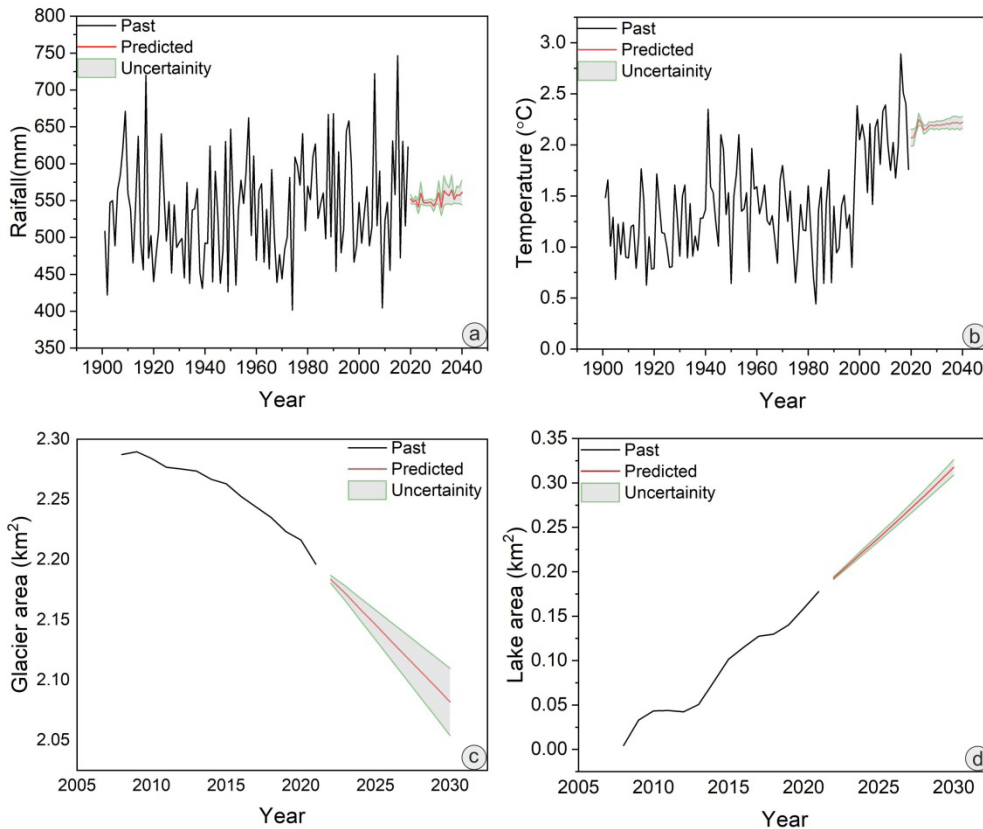 800
750
700
650
600
550
500
450
400
350
Raifall(mm)
Past
Predicted
Uncertainity
a
1900 1920 1940 1960 1980 2000 2020 2040
Year
3.0
2.5
2.0
1.5
1.0
0.5
0.0
Temperature (°C)
Past
Predicted
Uncertainity
b
1900 1920 1940 1960 1980 2000 2020 2040
Year
2.30
2.25
2.20
2.15
2.10
2.05
Glacier area (km²)
Past
Predicted
Uncertainity
c
2005 2010 2015 2020 2025 2030
Year
0.35
0.30
0.25
0.20
0.15
0.10
0.05
0.00
Lake area (km²)
Past
Predicted
Uncertainity
d
2005 2010 2015 2020 2025 2030
Year